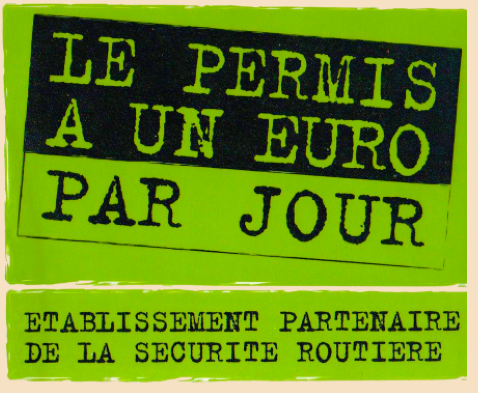 LE PERMIS
A UN EURO
PAR JOUR
ETABLISSEMENT PARTENAIRE
DE LA SECURITE ROUTIERE